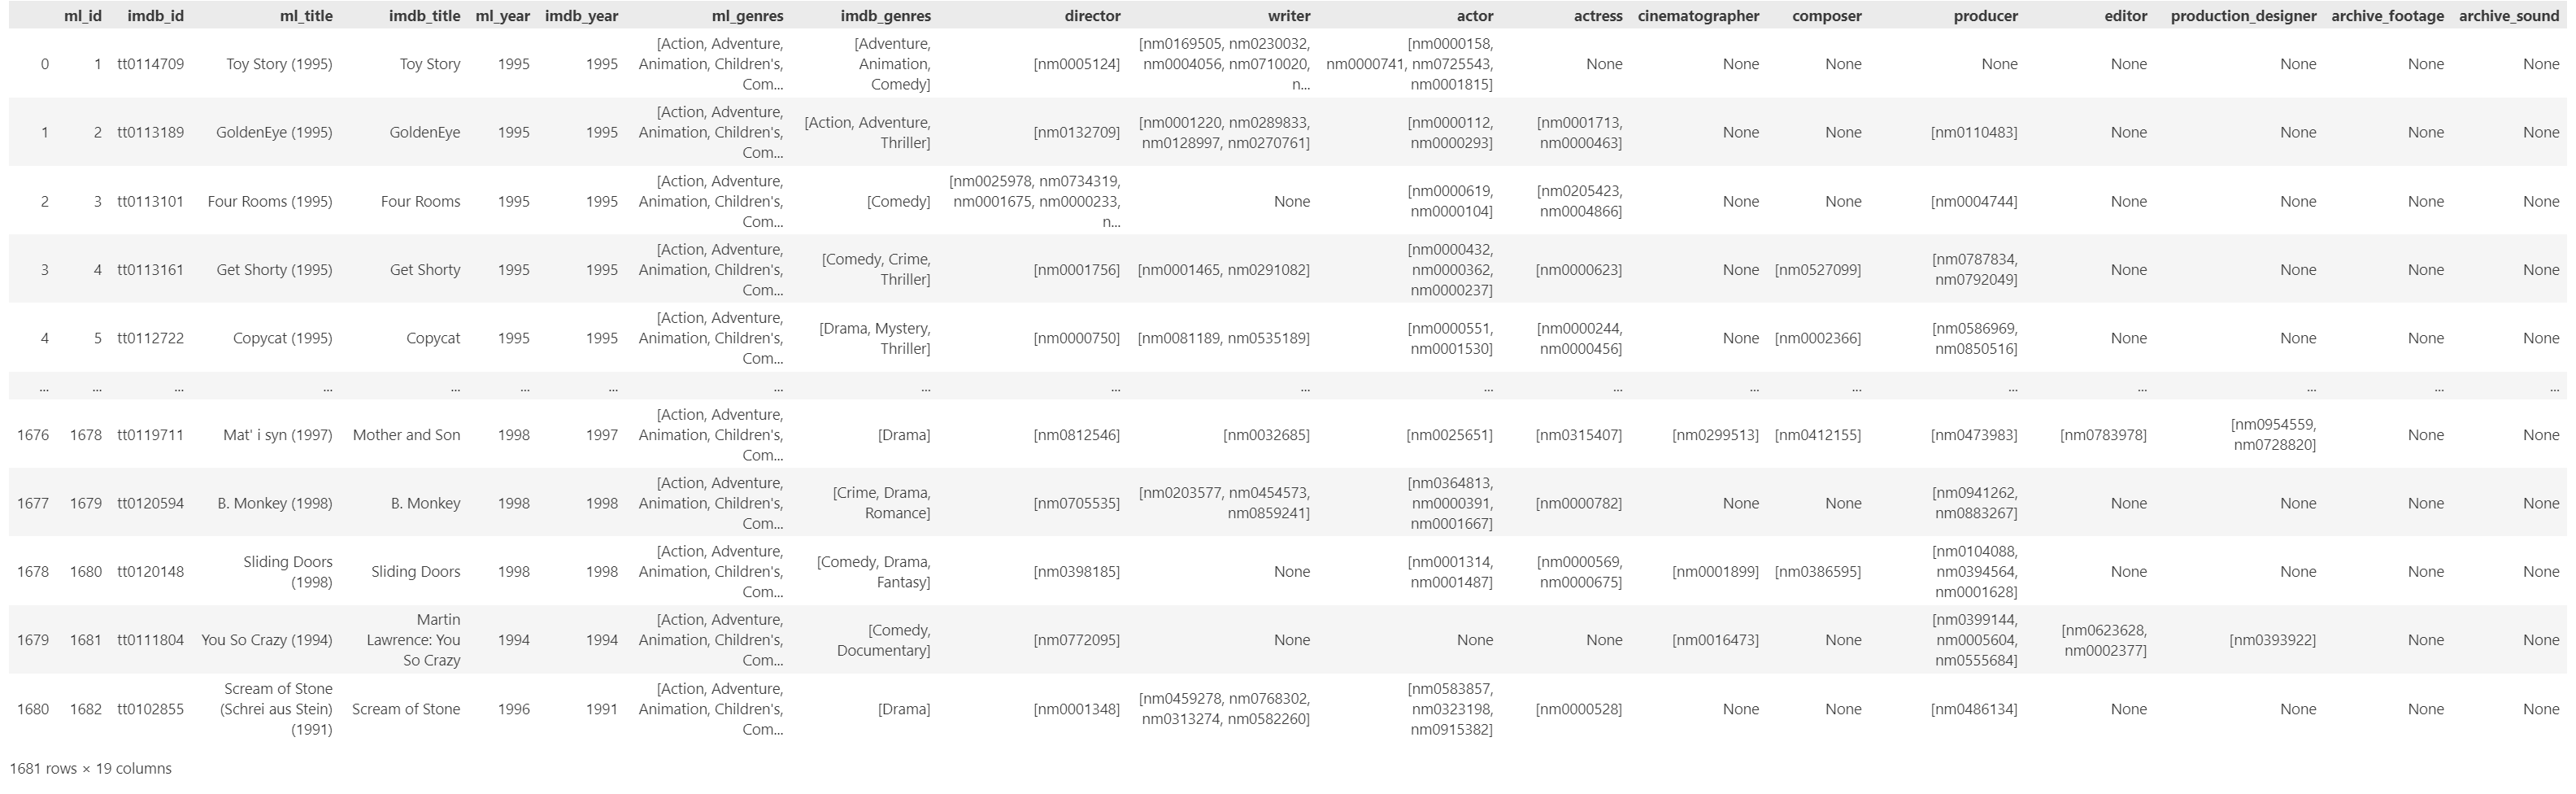 ml_id imdb_id ml_title imdb_title ml_year imdb_year ml_genres imdb_genres director writer actor actress cinematographer composer producer editor production_designer archive_footage archive_sound
0 1 tt0114709 Toy Story (1995) Toy Story 1995 1995 [Action, Adventure, Animation, Children's, Com... [Adventure, Animation, Comedy] [nm0005124] [nm0169505, nm0230032, nm0004056, nm0710020, n... [nm0000158, nm0000741, nm0725543, nm0001815] None None None None None None None None
1 2 tt0113189 GoldenEye (1995) GoldenEye 1995 1995 [Action, Adventure, Animation, Children's, Com... [Action, Adventure, Thriller] [nm0132709] [nm0001220, nm0289833, nm0128997, nm0270761] [nm0000112, nm0000293] [nm0001713, nm0000463] None None [nm0110483] None None None None
2 3 tt0113101 Four Rooms (1995) Four Rooms 1995 1995 [Action, Adventure, Animation, Children's, Com... [Comedy] [nm0025978, nm0734319, nm0001675, nm0000233, n... None [nm0000619, nm0000104] [nm0205423, nm0004866] None None [nm0004744] None None None None
3 4 tt0113161 Get Shorty (1995) Get Shorty 1995 1995 [Action, Adventure, Animation, Children's, Com... [Comedy, Crime, Thriller] [nm0001756] [nm0001465, nm0291082] [nm0000432, nm0000362, nm0000237] [nm0000623] None [nm0527099] [nm0787834, nm0792049] None None None None
4 5 tt0112722 Copycat (1995) Copycat 1995 1995 [Action, Adventure, Animation, Children's, Com... [Drama, Mystery, Thriller] [nm0000750] [nm0081189, nm0535189] [nm0000551, nm0001530] [nm0000244, nm0000456] None [nm0002366] [nm0586969, nm0850516] None None None None
... ... ... ... ... ... ... ... ... ... ... ... ... ... ... ... ... ... ... ...
1676 1678 tt0119711 Mat' i syn (1997) Mother and Son 1998 1997 [Action, Adventure, Animation, Children's, Com... [Drama] [nm0812546] [nm0032685] [nm0025651] [nm0315407] [nm0299513] [nm0412155] [nm0473983] [nm0783978] [nm0954559, nm0728820] None None
1677 1679 tt0120594 B. Monkey (1998) B. Monkey 1998 1998 [Action, Adventure, Animation, Children's, Com... [Crime, Drama, Romance] [nm0705535] [nm0203577, nm0454573, nm0859241] [nm0364813, nm0000391, nm0001667] [nm0000782] None None [nm0941262, nm0883267] None None None None
1678 1680 tt0120148 Sliding Doors (1998) Sliding Doors 1998 1998 [Action, Adventure, Animation, Children's, Com... [Comedy, Drama, Fantasy] [nm0398185] None [nm0001314, nm0001487] [nm0000569, nm0000675] [nm0001899] [nm0386595] [nm0104088, nm0394564, nm0001628] None None None None
1679 1681 tt0111804 You So Crazy (1994) Martin Lawrence: You So Crazy 1994 1994 [Action, Adventure, Animation, Children's, Com... [Comedy, Documentary] [nm0772095] None None None [nm0016473] None [nm0399144, nm0005604, nm0555684] [nm0623628, nm0002377] [nm0393922] None None
1680 1682 tt0102855 Scream of Stone (Schrei aus Stein) (1991) Scream of Stone 1996 1991 [Action, Adventure, Animation, Children's, Com... [Drama] [nm0001348] [nm0459278, nm0768302, nm0313274, nm0582260] [nm0583857, nm0323198, nm0915382] [nm0000528] None None [nm0486134] None None None None
1681 rows × 19 columns